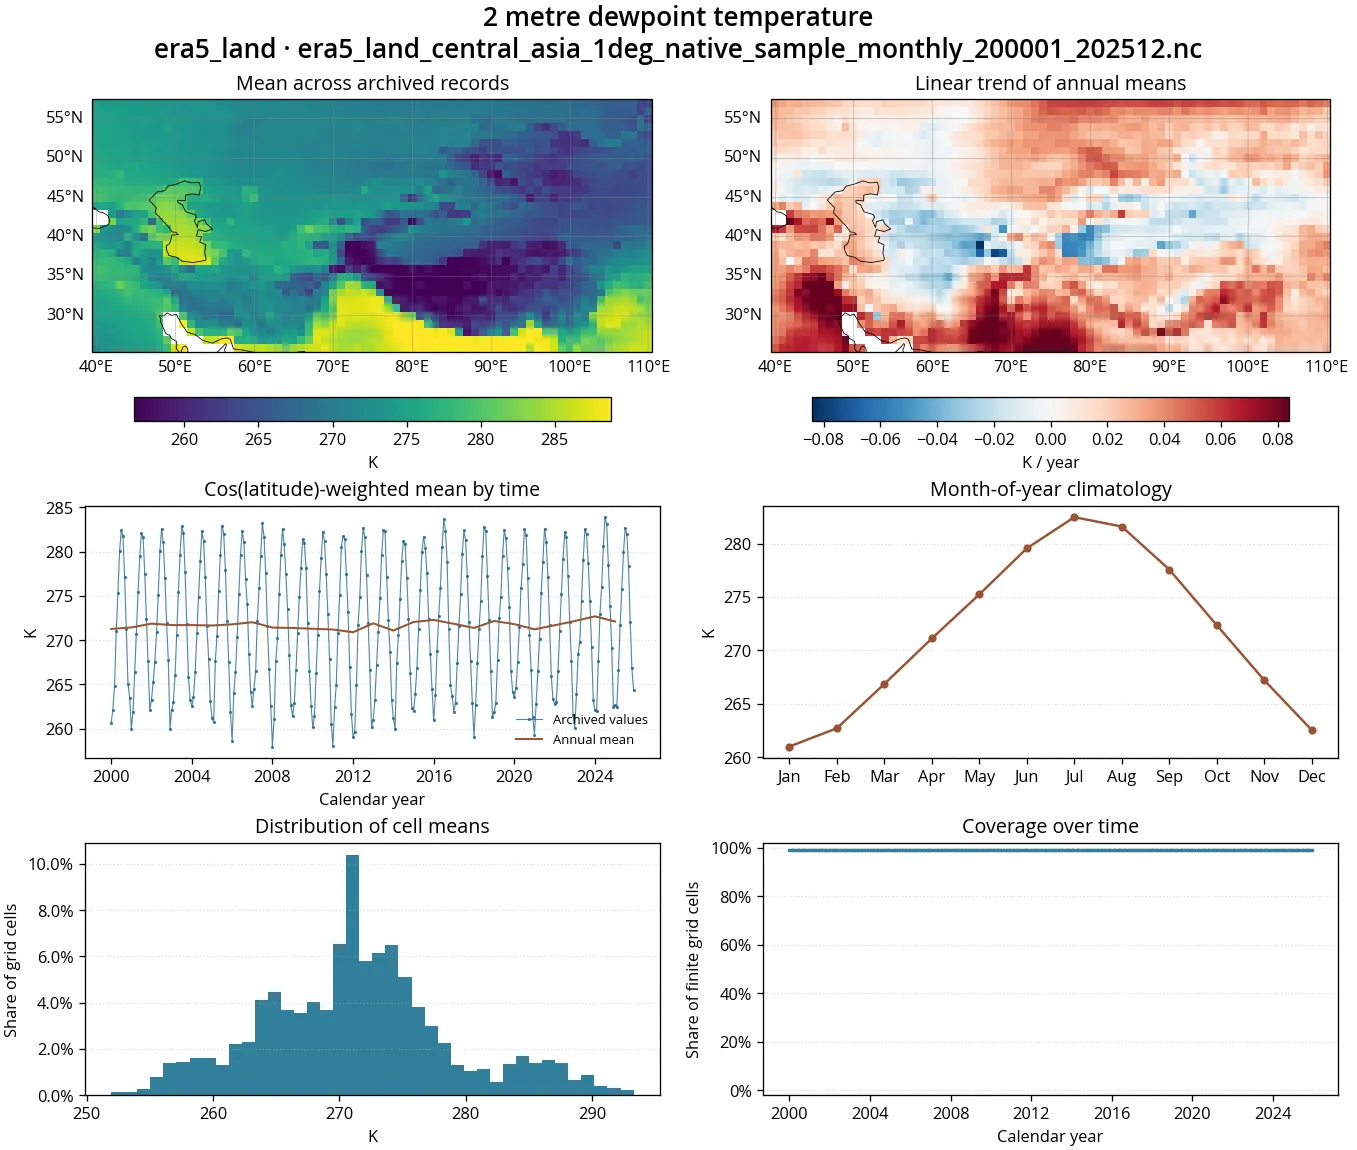 2 metre dewpoint temperature
era5_land · era5_land_central_asia_1deg_native_sample_monthly_200001_202512.nc
Mean across archived records
55°N
50°N
45°N
40°N
35°N
30°N
40°E 50°E 60°E 70°E 80°E 90°E 100°E 110°E
260 265 270 275 280 285
K
Linear trend of annual means
55°N
50°N
45°N
40°N
35°N
30°N
40°E 50°E 60°E 70°E 80°E 90°E 100°E 110°E
−0.08 −0.06 −0.04 −0.02 0.00 0.02 0.04 0.06 0.08
K / year
Cos(latitude)-weighted mean by time
285
280
275
270
265
260
K
Archived values
Annual mean
2000 2004 2008 2012 2016 2020 2024
Calendar year
Month-of-year climatology
280
275
270
265
260
K
Jan Feb Mar Apr May Jun Jul Aug Sep Oct Nov Dec
Distribution of cell means
10.0%
8.0%
6.0%
4.0%
2.0%
0.0%
Share of grid cells
250 260 270 280 290
K
Coverage over time
100%
80%
60%
40%
20%
0%
Share of finite grid cells
2000 2004 2008 2012 2016 2020 2024
Calendar year